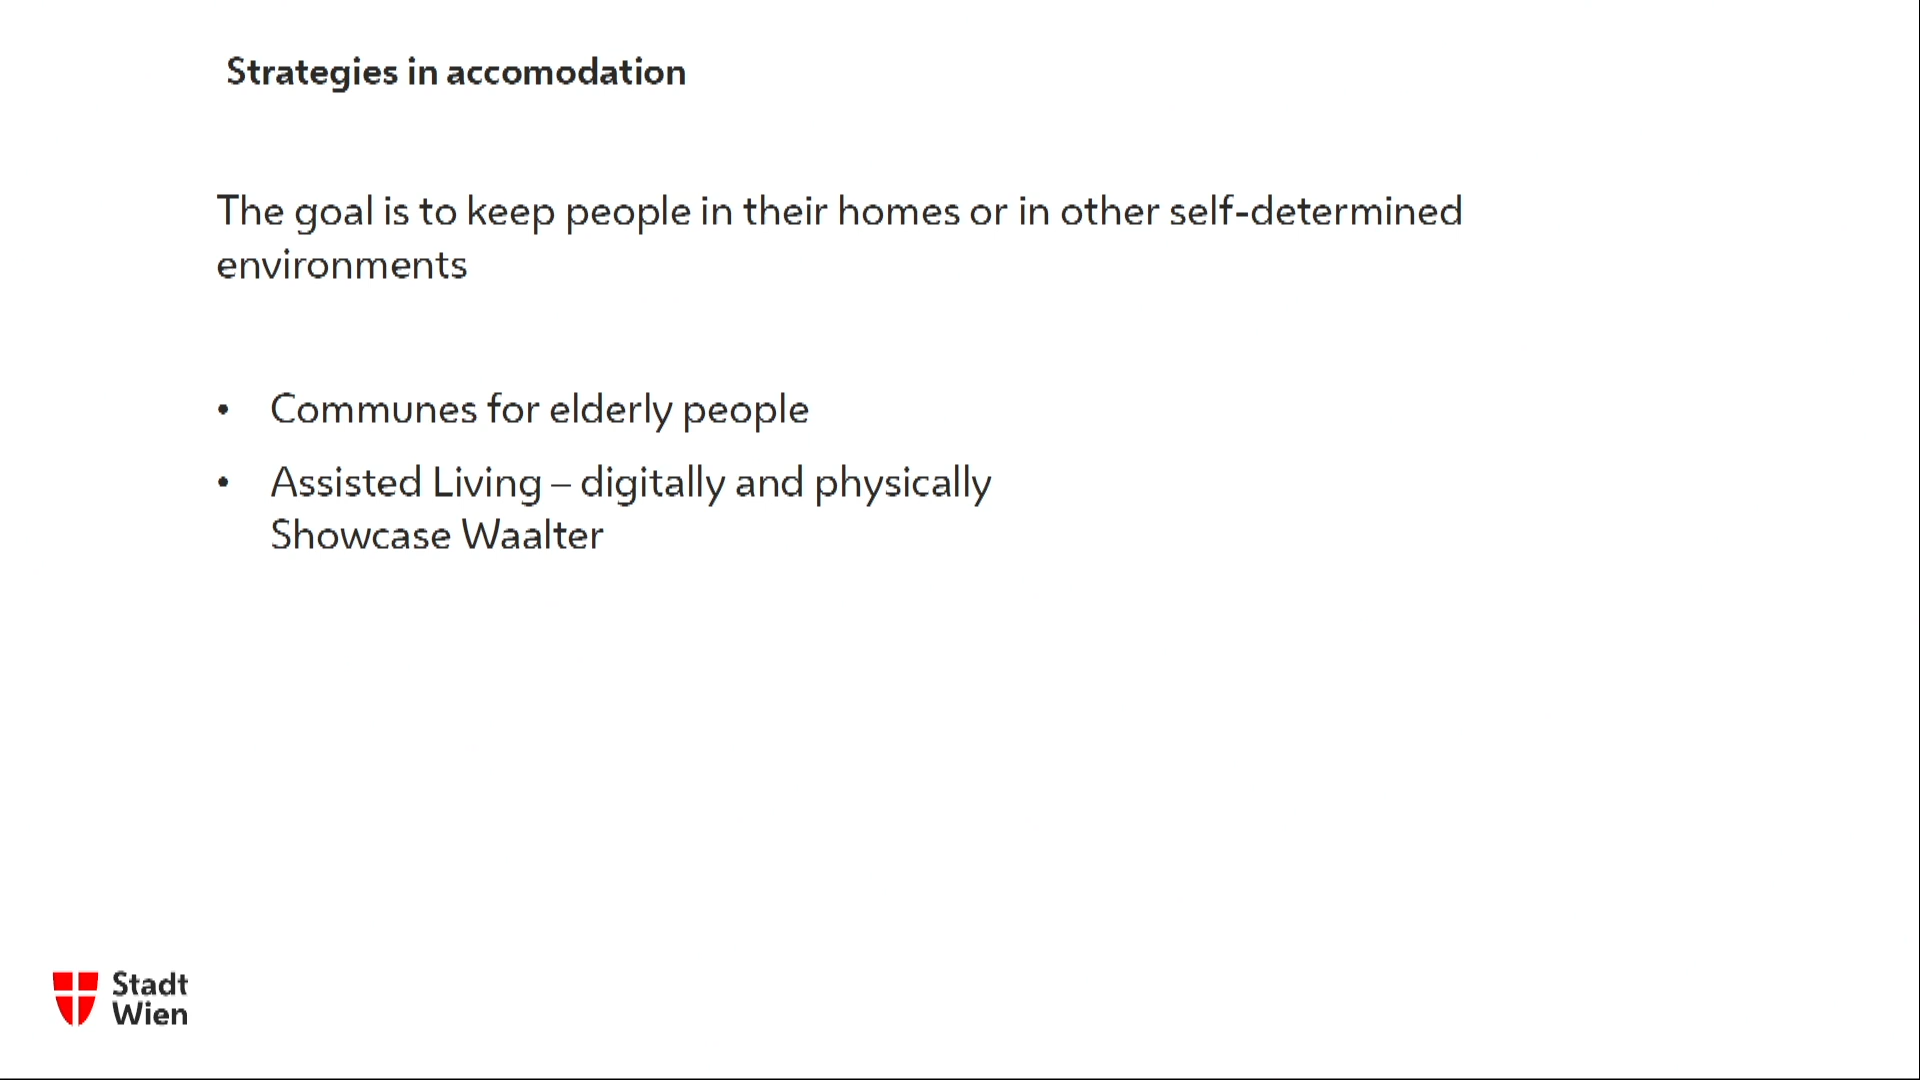 Strategies in accomodation
The goal is to keep people in their homes or in other self-determined
environments
• Communes for elderly people
• Assisted Living – digitally and physically
Showcase Waalter
Stadt
Wien